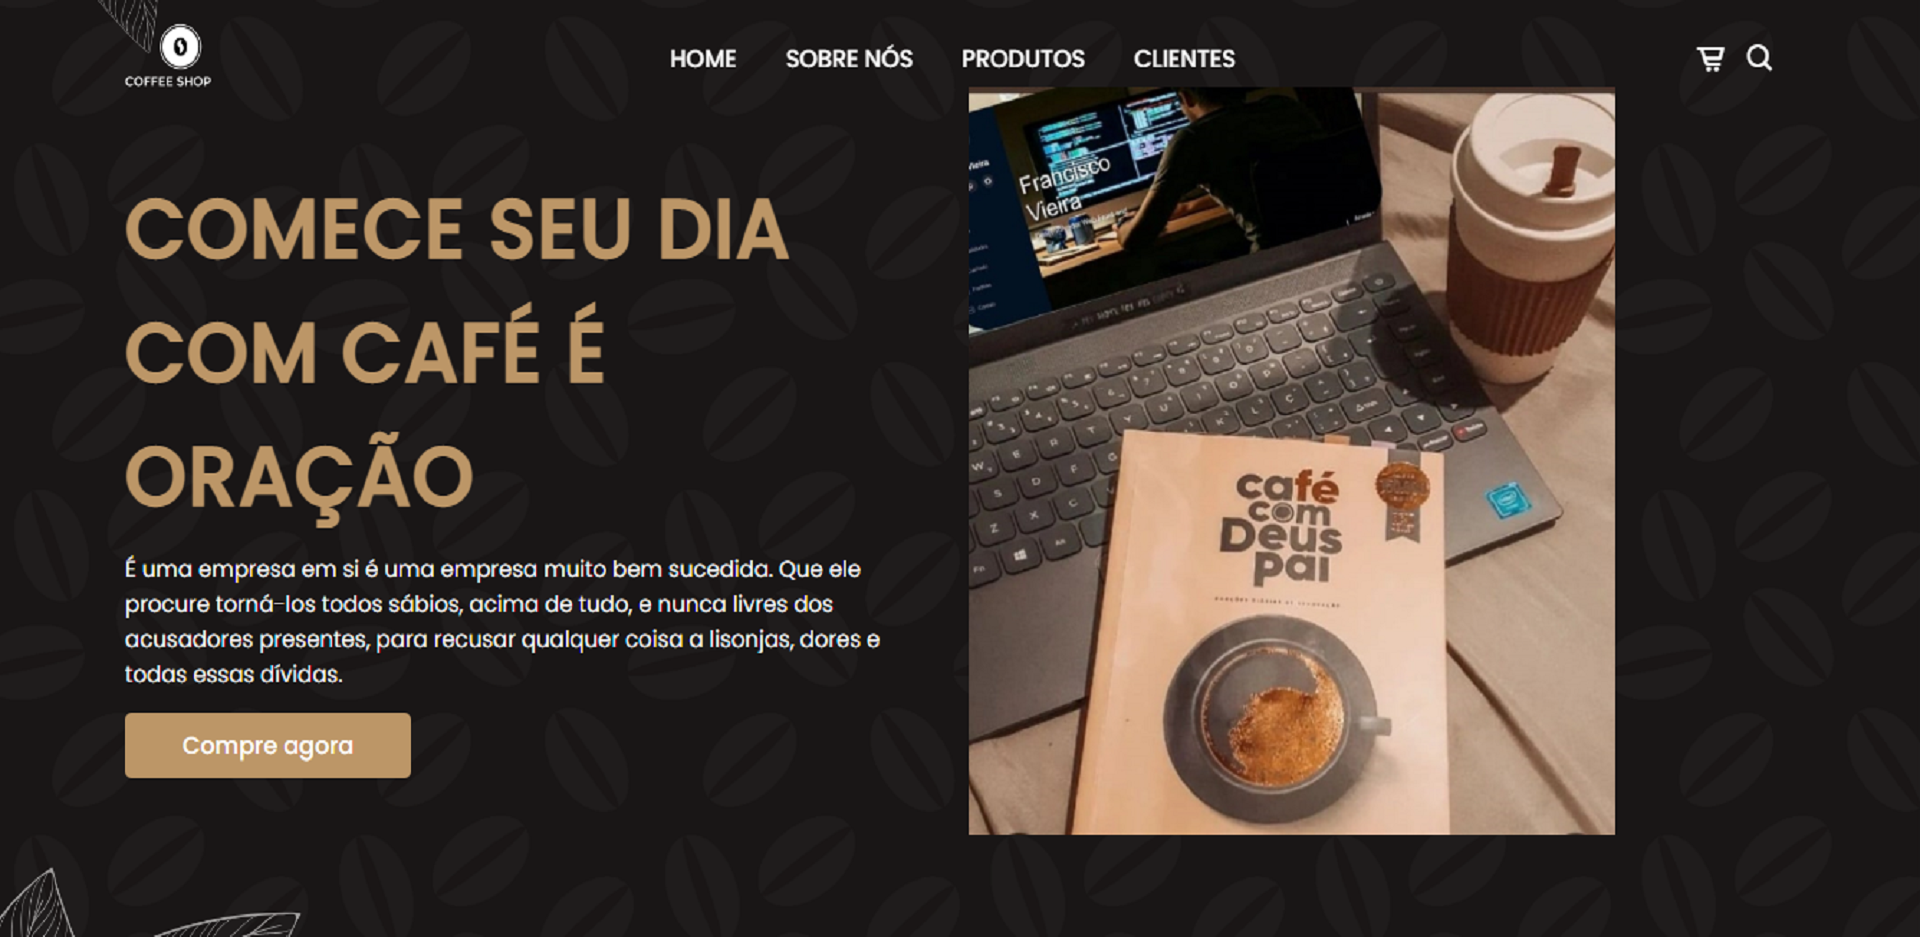 COFFEE SHOP
HOME SOBRE NÓS PRODUTOS CLIENTES
COMECE SEU DIA
COM CAFÉ É
ORAÇÃO
É uma empresa em si é uma empresa muito bem sucedida. Que ele
procure torná-los todos sábios, acima de tudo, e nunca livres dos
acusadores presentes, para recusar qualquer coisa a lisonjas, dores e
todas essas dívidas.
Compre agora
Vieira
Francisco
Vieira
café
com
Deus
pai
intel